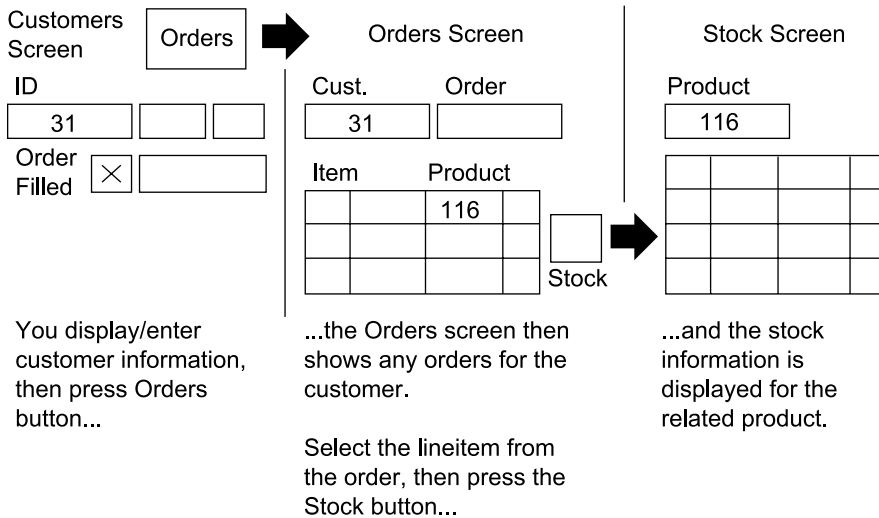 Customers
Screen
Orders
Orders Screen
Stock Screen
ID
31
Order
Filled
Cust.
Order
31
Item
Product
116
Stock
Product
116
You display/enter
customer information,
then press Orders
button...
...the Orders screen then
shows any orders for the
customer.
Select the lineitem from
the order, then press the
Stock button...
...and the stock
information is
displayed for the
related product.